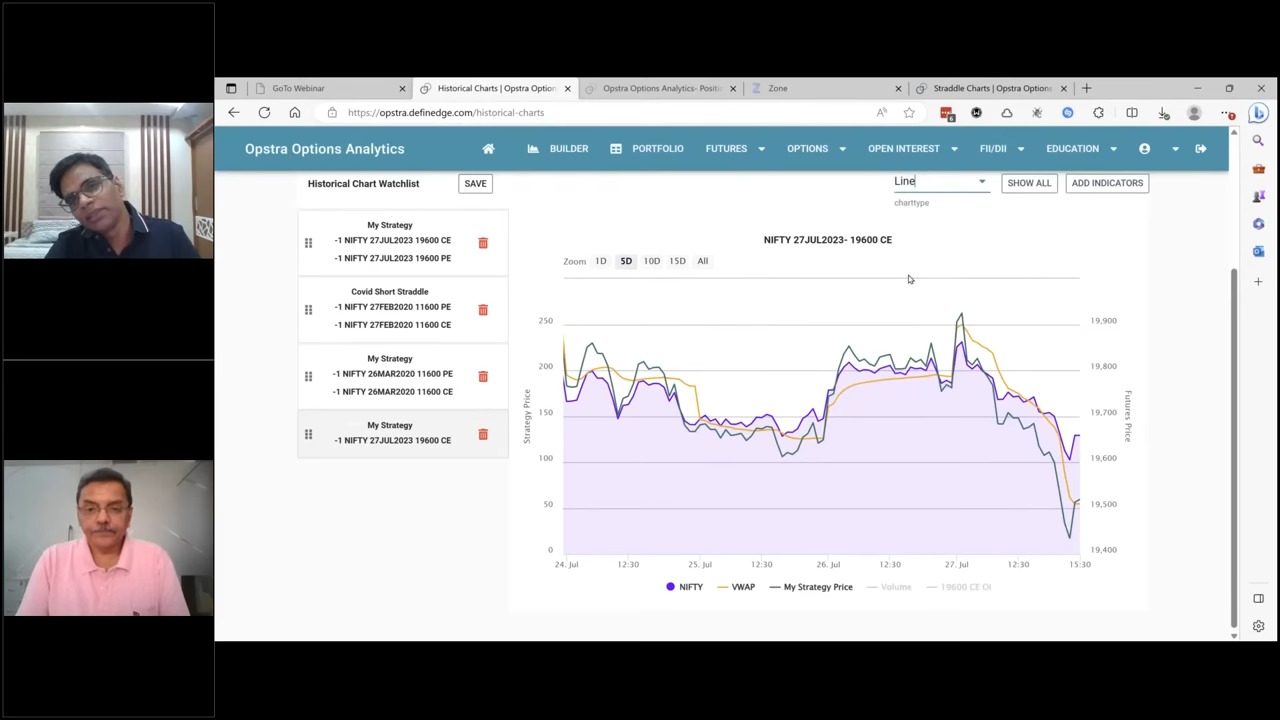 GoTo Webinar
Historical Charts | Opstra Option
Opstra Options Analytics- Positi
Zone
Straddle Charts | Opstra Options
https://opstra.definedge.com/historical-charts
Opstra Options Analytics
BUILDER
PORTFOLIO
FUTURES
OPTIONS
OPEN INTEREST
FII/DII
EDUCATION
Historical Chart Watchlist
SAVE
Line
charttype
SHOW ALL
ADD INDICATORS
My Strategy
-1 NIFTY 27JUL2023 19600 CE
-1 NIFTY 27JUL2023 19600 PE
Covid Short Straddle
-1 NIFTY 27FEB2020 11600 PE
-1 NIFTY 27FEB2020 11600 CE
My Strategy
-1 NIFTY 26MAR2020 11600 PE
-1 NIFTY 26MAR2020 11600 CE
My Strategy
-1 NIFTY 27JUL2023 19600 CE
NIFTY 27JUL2023- 19600 CE
Zoom 1D 5D 10D 15D All
250
200
150
100
50
0
Strategy Price
19,900
19,800
19,700
19,600
19,500
19,400
Futures Price
24. Jul 12:30 25. Jul 12:30 26. Jul 12:30 27. Jul 12:30 15:30
NIFTY VWAP My Strategy Price Volume 19600 CE OI